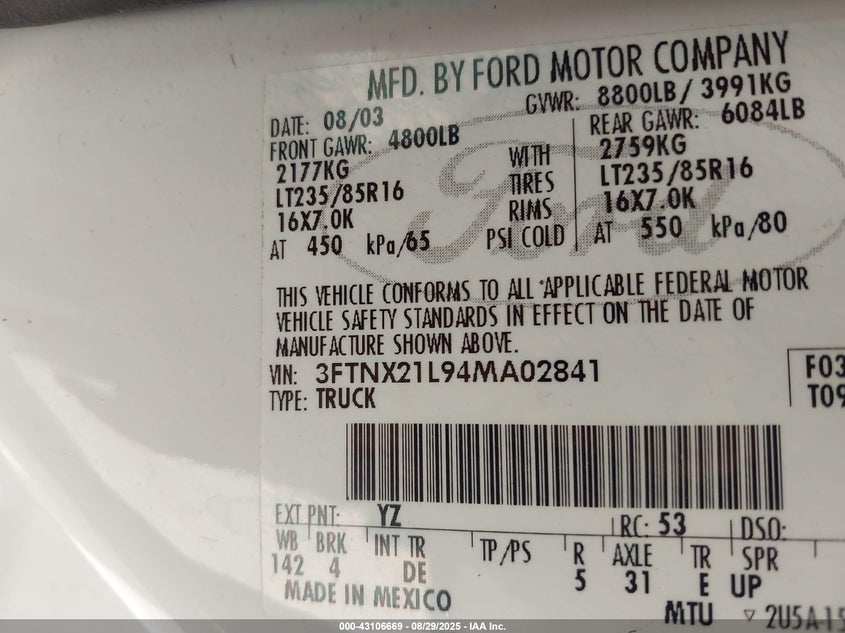 MFD. BY FORD MOTOR COMPANY
DATE: 08/03 GVWR: 8800LB / 3991KG
FRONT GAWR: 4800LB REAR GAWR: 6084LB
2177KG WITH 2759KG
LT235/85R16 TIRES LT235/85R16
16X7.0K RIMS 16X7.0K
AT 450 kPa/65 PSI COLD AT 550 kPa/80
THIS VEHICLE CONFORMS TO ALL APPLICABLE FEDERAL MOTOR
VEHICLE SAFETY STANDARDS IN EFFECT ON THE DATE OF
MANUFACTURE SHOWN ABOVE.
VIN: 3FTNX21L94MA02841 F03
TYPE: TRUCK T09
EXT PNT: YZ RC: 53 DSO:
WB BRK INT TR TP/PS R AXLE TR SPR
142 4 DE 5 31 E UP
MADE IN MEXICO MTU ▽ 2U5A-15
Ford
000-43106669 - 08/29/2025 - IAA Inc.